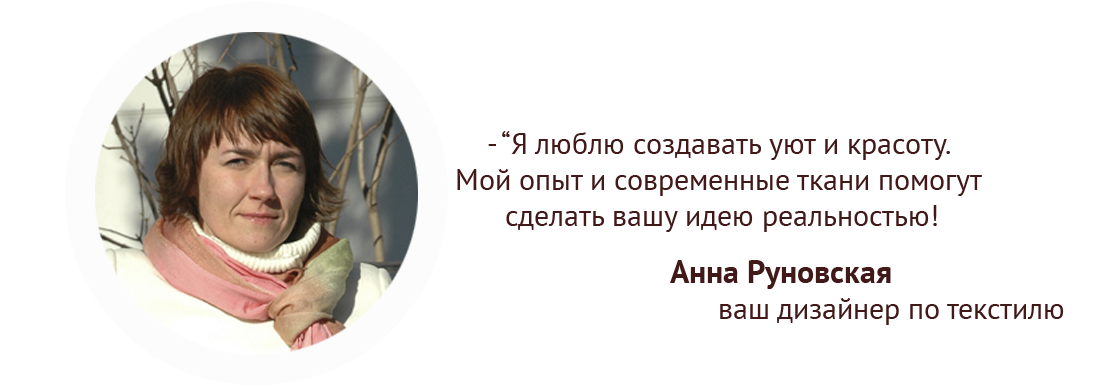 - “Я люблю создавать уют и красоту.
Мой опыт и современные ткани помогут
сделать вашу идею реальностью!
Анна Руновская
ваш дизайнер по текстилю